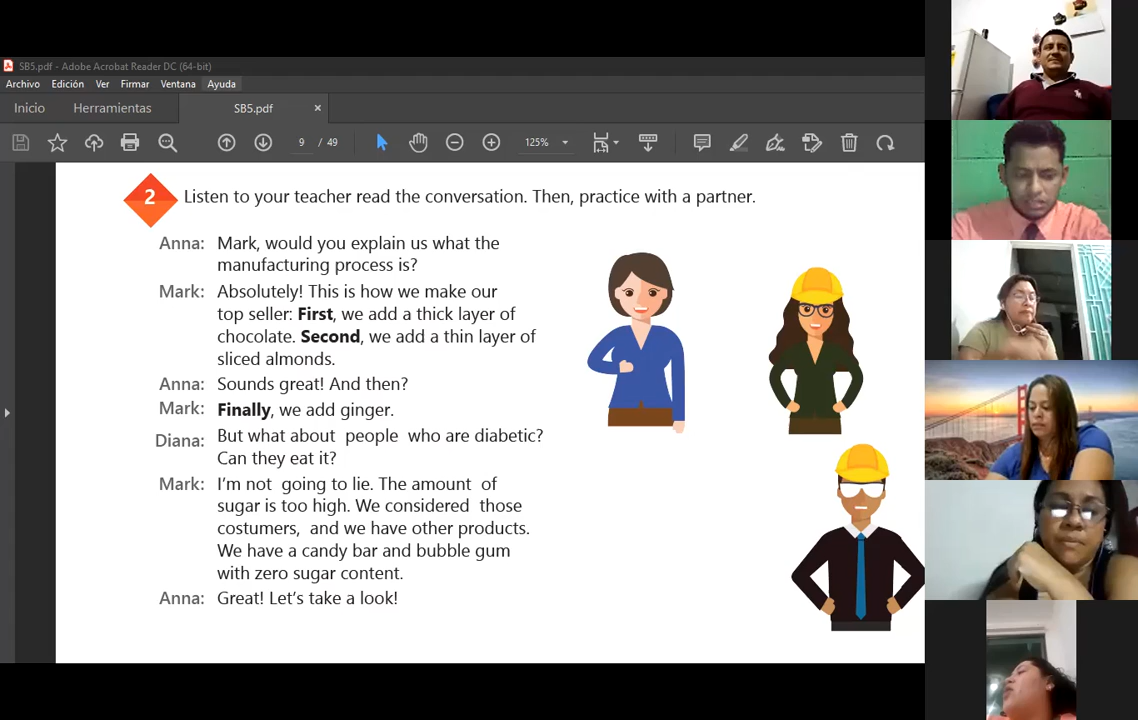 SB5.pdf - Adobe Acrobat Reader DC (64-bit)
Archivo Edición Ver Firmar Ventana Ayuda
Inicio Herramientas SB5.pdf ×
9 / 49 125%
2 Listen to your teacher read the conversation. Then, practice with a partner.
Anna: Mark, would you explain us what the
manufacturing process is?
Mark: Absolutely! This is how we make our
top seller: First, we add a thick layer of
chocolate. Second, we add a thin layer of
sliced almonds.
Anna: Sounds great! And then?
Mark: Finally, we add ginger.
Diana: But what about people who are diabetic?
Can they eat it?
Mark: I'm not going to lie. The amount of
sugar is too high. We considered those
costumers, and we have other products.
We have a candy bar and bubble gum
with zero sugar content.
Anna: Great! Let's take a look!